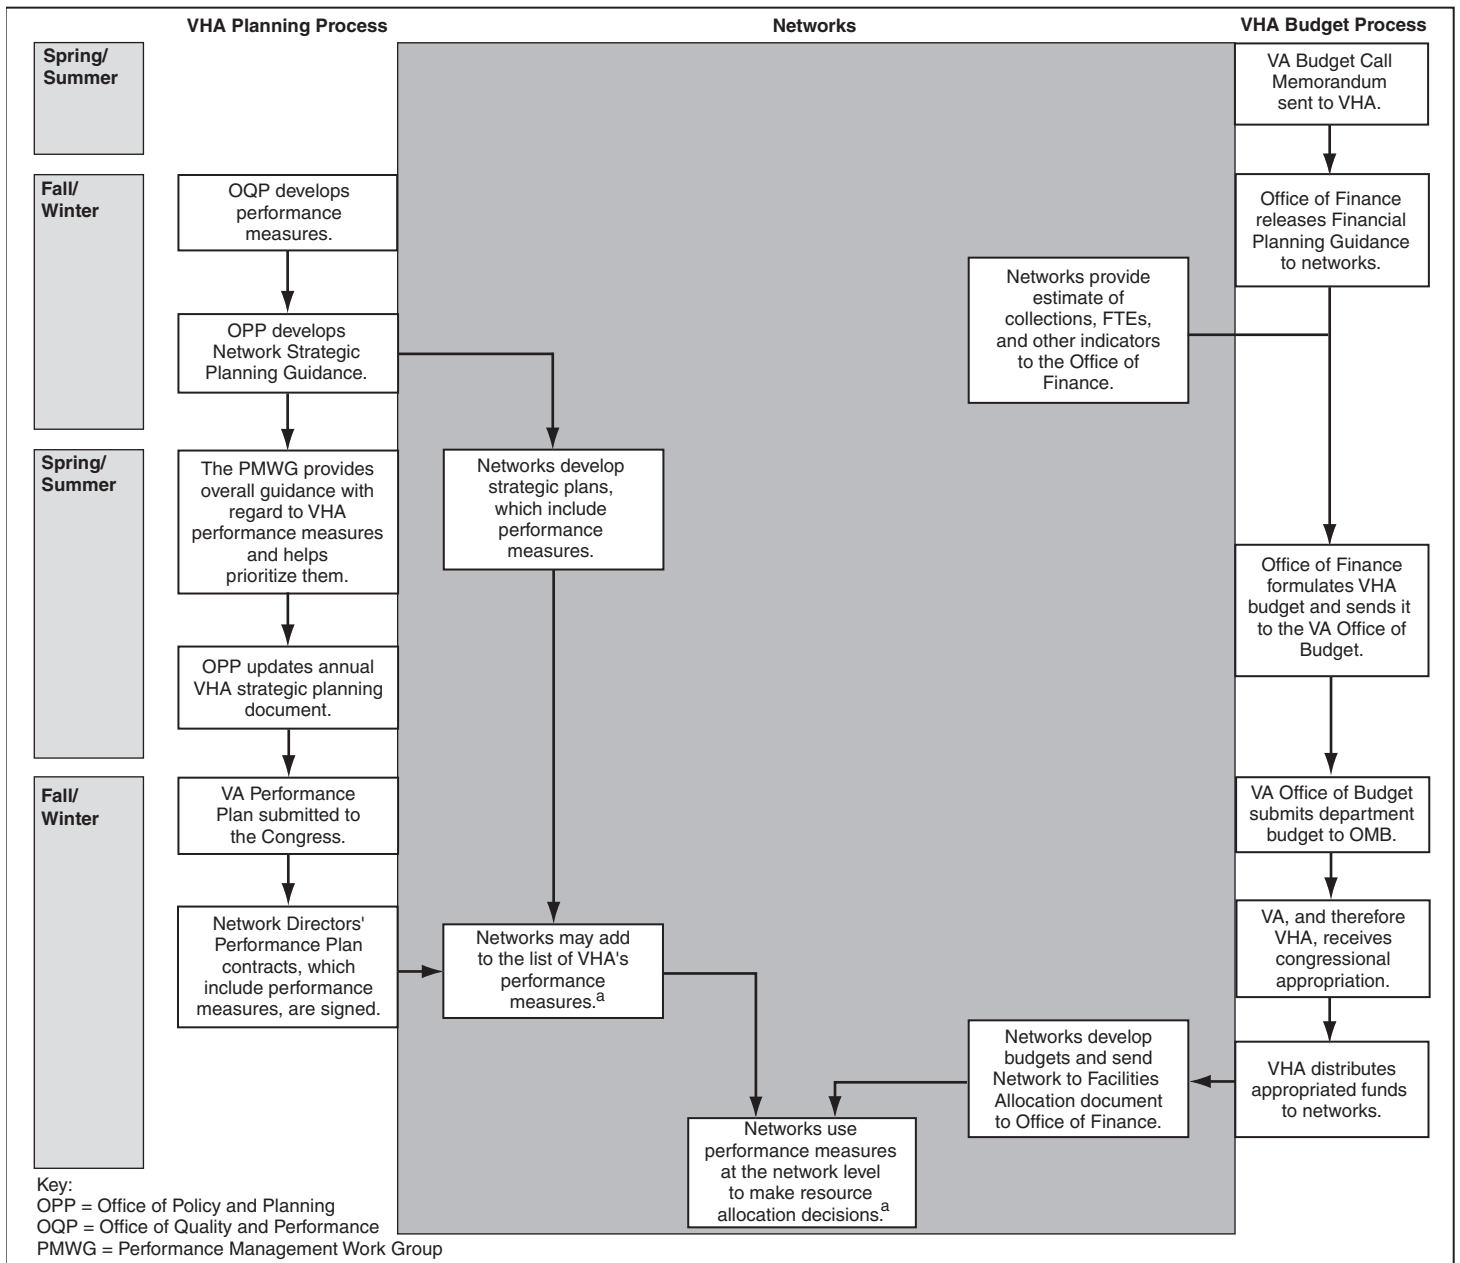 VHA Planning Process
Networks
VHA Budget Process
Spring/
Summer
VA Budget Call
Memorandum
sent to VHA.
Fall/
Winter
OQP develops
performance
measures.
Office of Finance
releases Financial
Planning Guidance
to networks.
Networks provide
estimate of
collections, FTEs,
and other indicators
to the Office of
Finance.
OPP develops
Network Strategic
Planning Guidance.
Spring/
Summer
The PMWG provides
overall guidance with
regard to VHA
performance measures
and helps
prioritize them.
Networks develop
strategic plans,
which include
performance
measures.
Office of Finance
formulates VHA
budget and sends it
to the VA Office of
Budget.
OPP updates annual
VHA strategic planning
document.
Fall/
Winter
VA Performance
Plan submitted to
the Congress.
VA Office of Budget
submits department
budget to OMB.
Network Directors'
Performance Plan
contracts, which
include performance
measures, are signed.
Networks may add
to the list of VHA's
performance
measures.a
VA, and therefore
VHA, receives
congressional
appropriation.
Networks develop
budgets and send
Network to Facilities
Allocation document
to Office of Finance.
VHA distributes
appropriated funds
to networks.
Networks use
performance measures
at the network level
to make resource
allocation decisions.a
Key:
OPP = Office of Policy and Planning
OQP = Office of Quality and Performance
PMWG = Performance Management Work Group